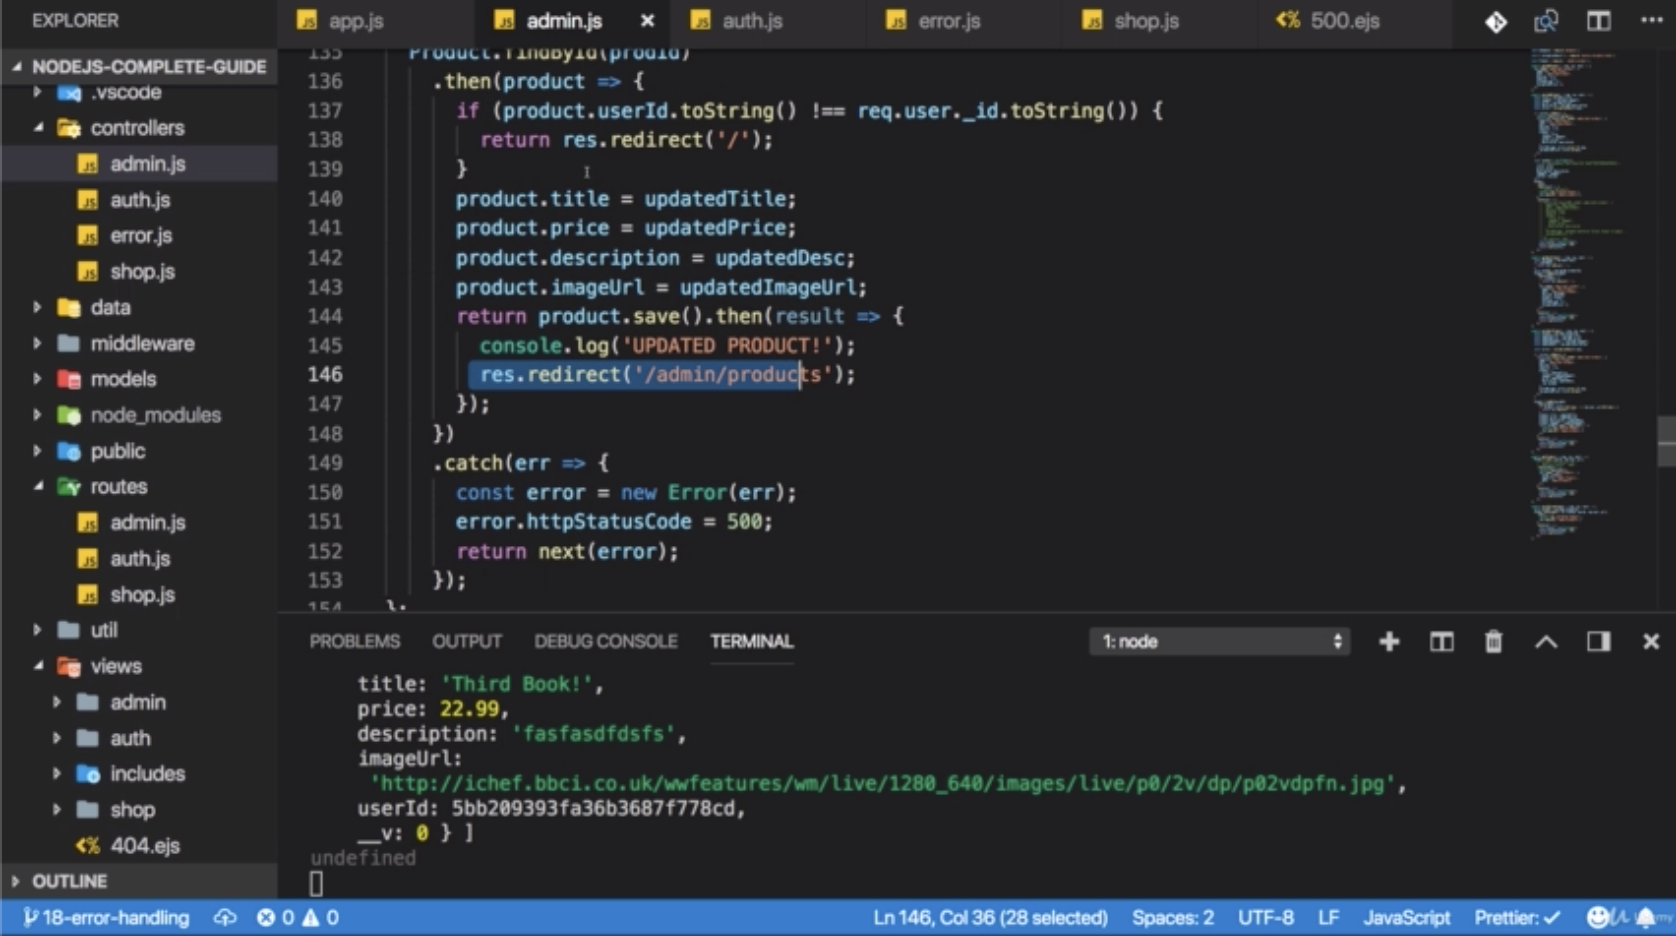 EXPLORER
app.js
admin.js
auth.js
error.js
shop.js
500.ejs
NODEJS-COMPLETE-GUIDE
.vscode
controllers
admin.js
auth.js
error.js
shop.js
data
middleware
models
node_modules
public
routes
admin.js
auth.js
shop.js
util
views
admin
auth
includes
shop
404.ejs
OUTLINE
135 Product.findById(prodId)
136 .then(product => {
137 if (product.userId.toString() !== req.user._id.toString()) {
138 return res.redirect('/');
139 }
140 product.title = updatedTitle;
141 product.price = updatedPrice;
142 product.description = updatedDesc;
143 product.imageUrl = updatedImageUrl;
144 return product.save().then(result => {
145 console.log('UPDATED PRODUCT!');
146 res.redirect('/admin/products');
147 });
148 })
149 .catch(err => {
150 const error = new Error(err);
151 error.httpStatusCode = 500;
152 return next(error);
153 });
154 };
PROBLEMS OUTPUT DEBUG CONSOLE TERMINAL 1: node
title: 'Third Book!',
price: 22.99,
description: 'fasfasdfdsfs',
imageUrl:
'http://ichef.bbci.co.uk/wwfeatures/wm/live/1280_640/images/live/p0/2v/dp/p02vdpfn.jpg',
userId: 5bb209393fa36b3687f778cd,
__v: 0 } ]
undefined
18-error-handling 0 0 Ln 146, Col 36 (28 selected) Spaces: 2 UTF-8 LF JavaScript Prettier: ✓